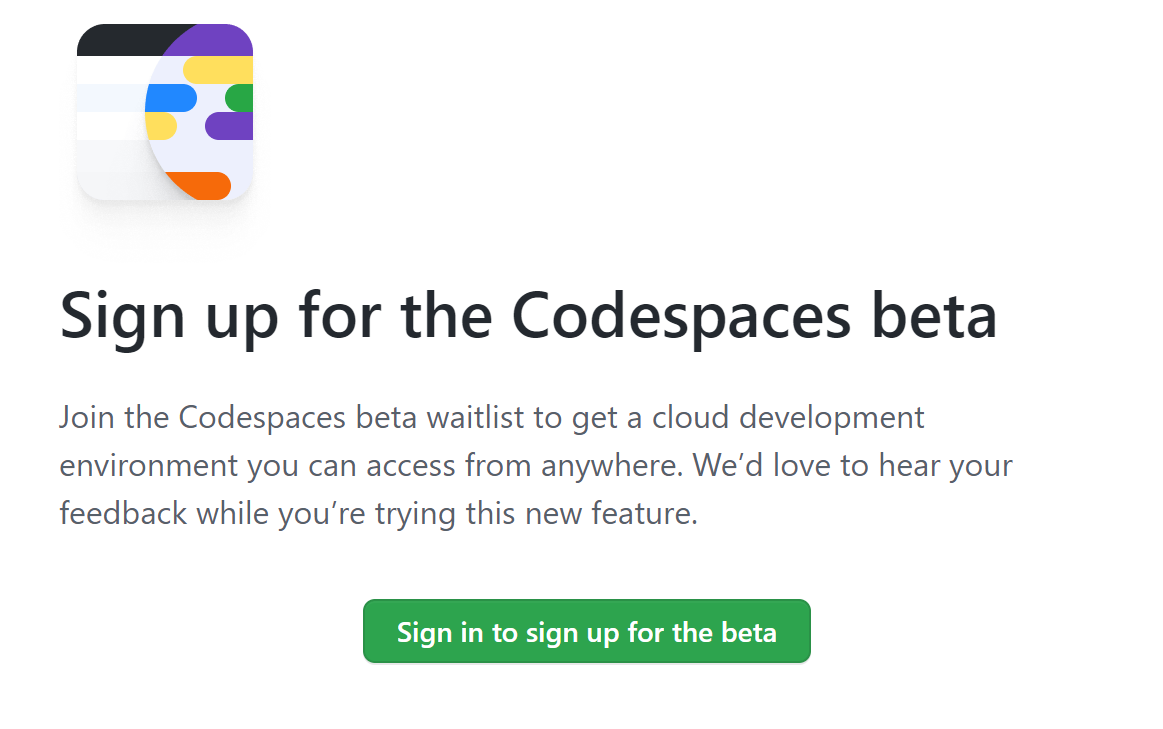 Sign up for the Codespaces beta
Join the Codespaces beta waitlist to get a cloud development
environment you can access from anywhere. We’d love to hear your
feedback while you’re trying this new feature.
Sign in to sign up for the beta